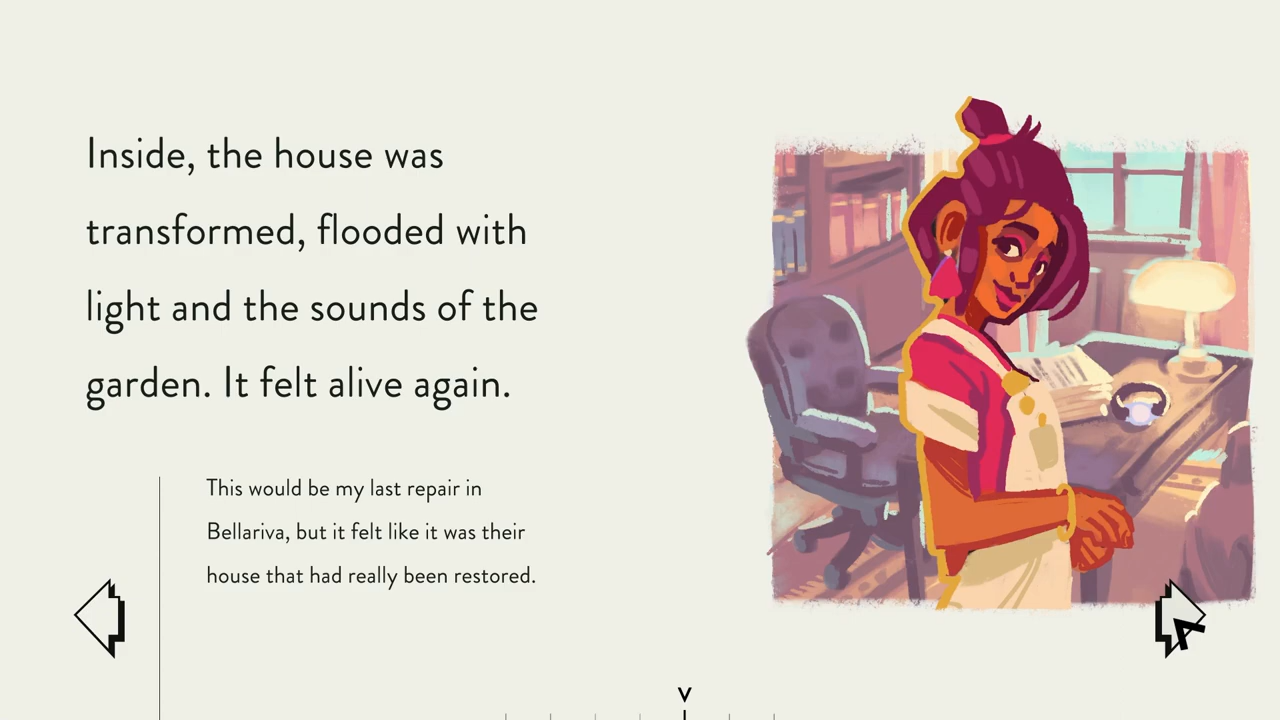 Inside, the house was
transformed, flooded with
light and the sounds of the
garden. It felt alive again.
This would be my last repair in
Bellariva, but it felt like it was their
house that had really been restored.